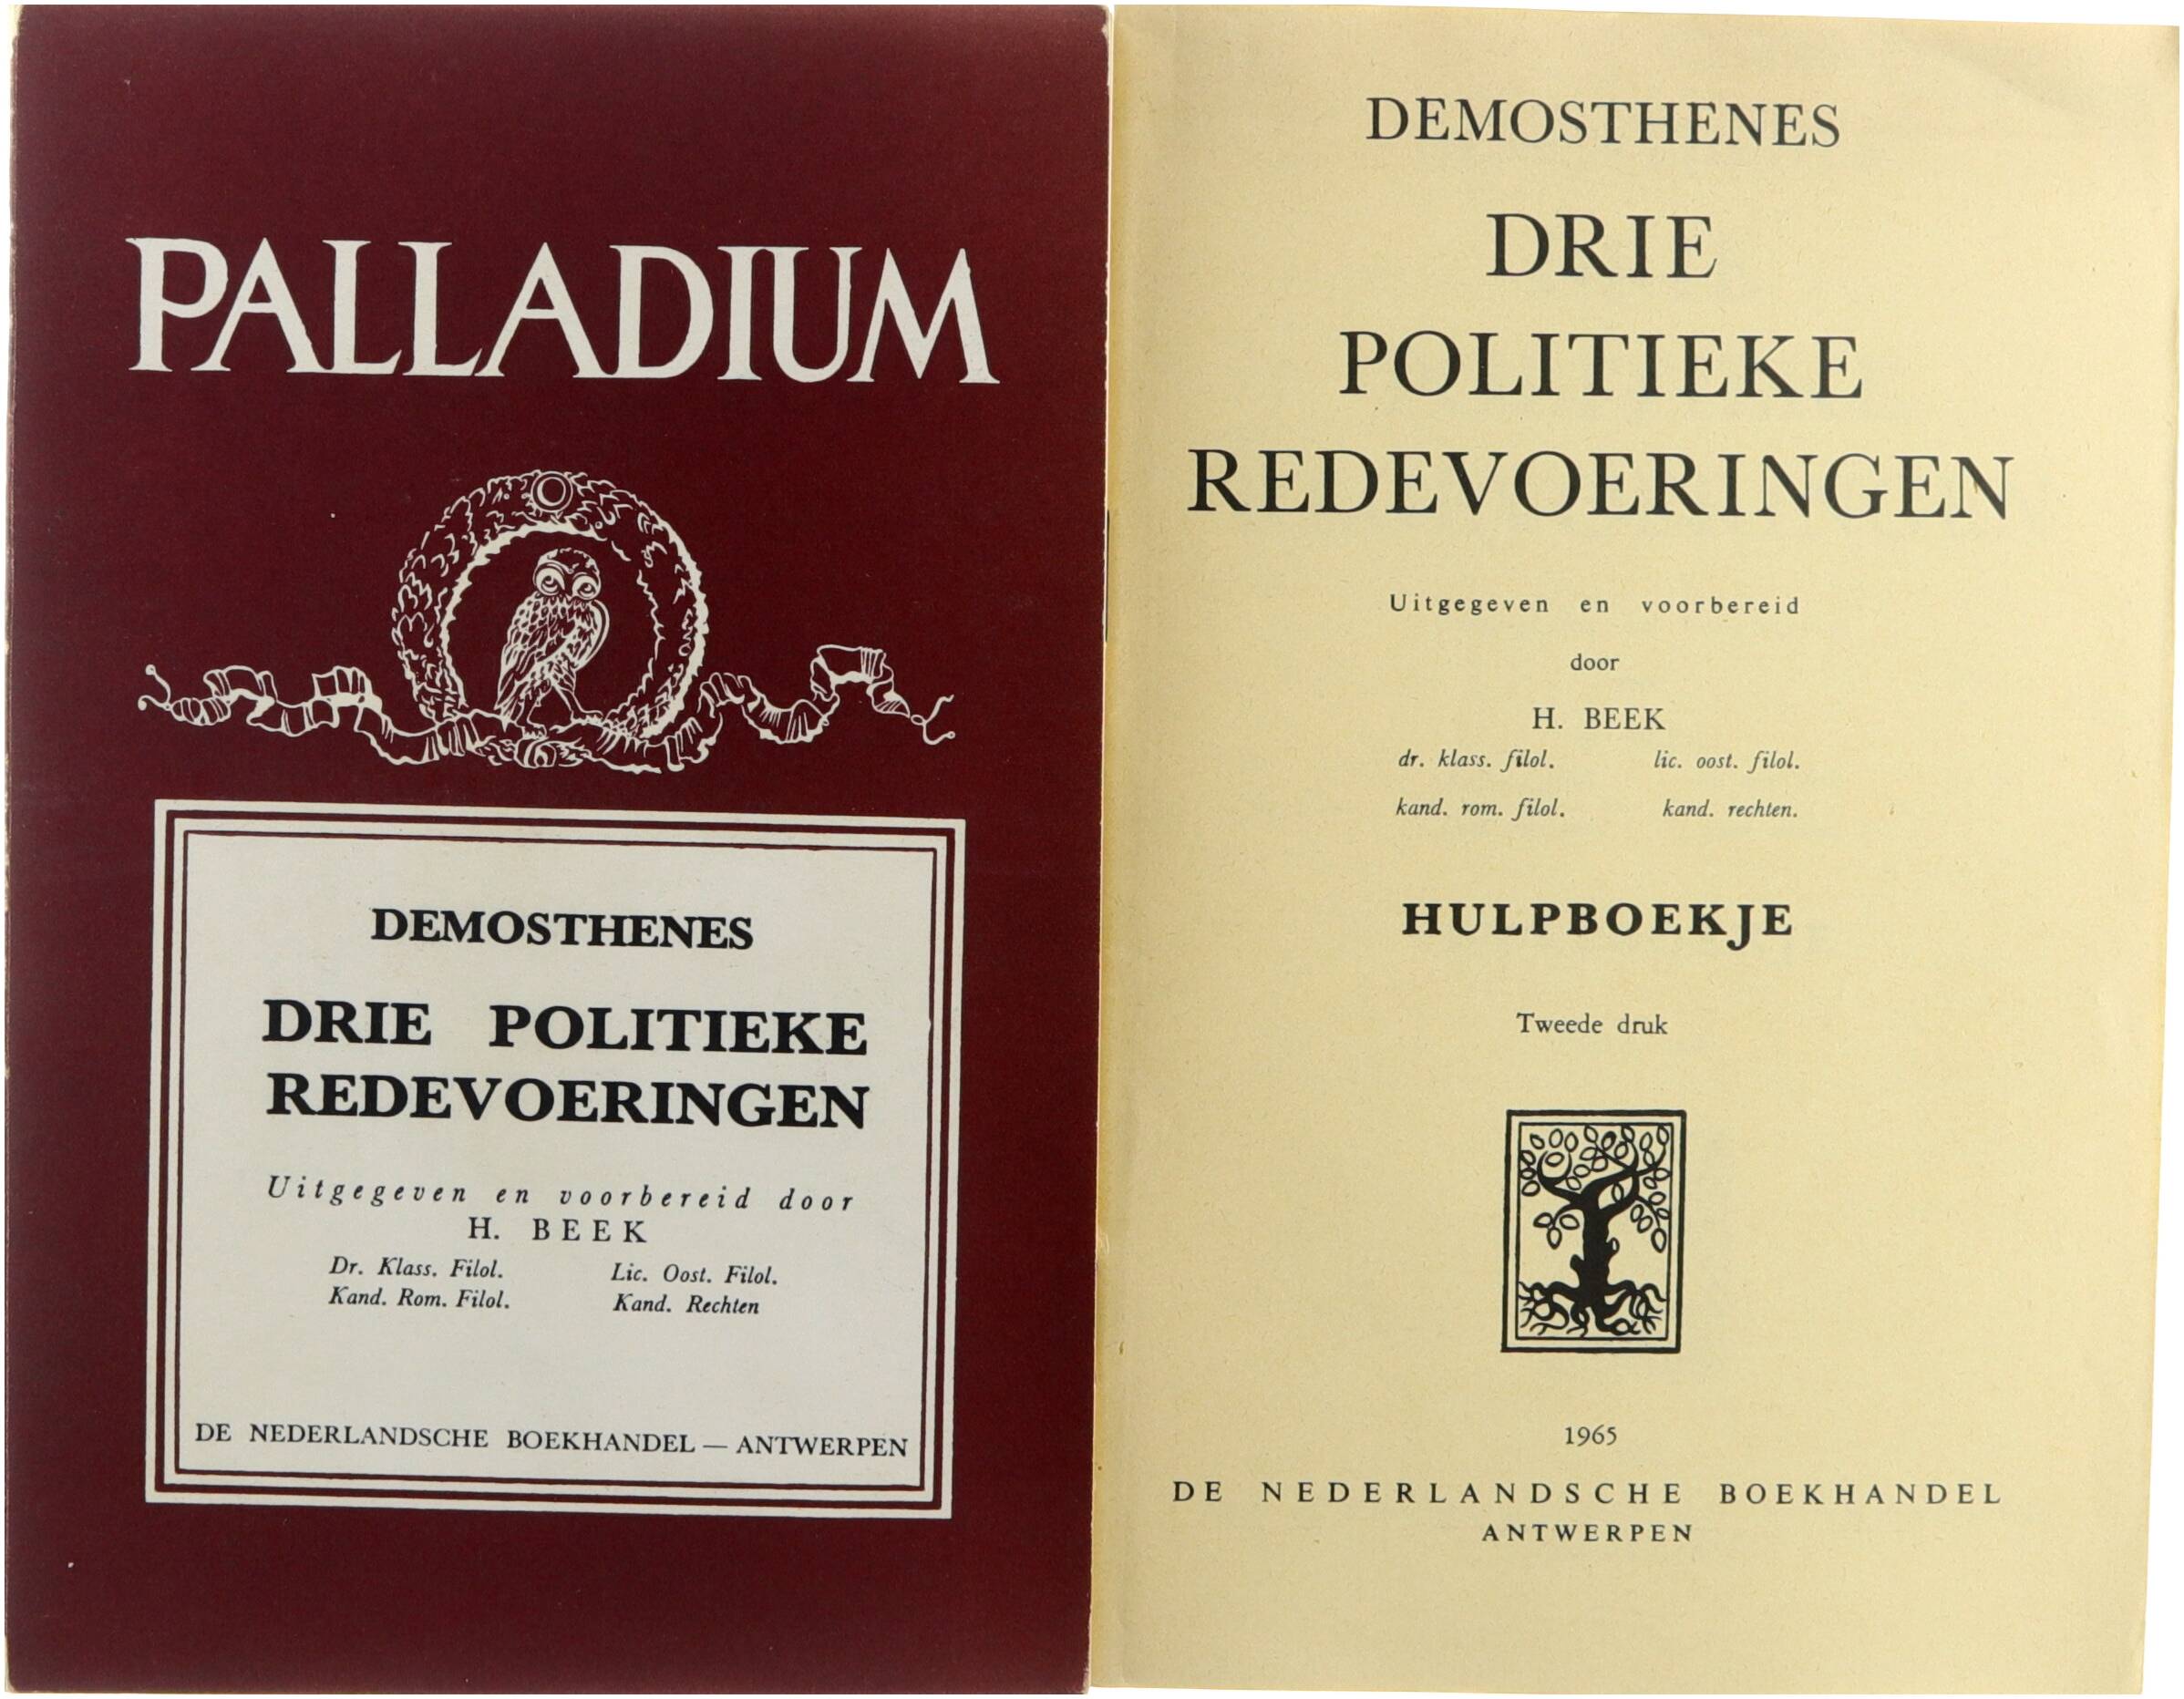 PALLADIUM
DEMOSTHENES
DRIE POLITIEKE
REDEVOERINGEN
Uitgegeven en voorbereid door
H. BEEK
Dr. Klass. Filol. Lic. Oost. Filol.
Kand. Rom. Filol. Kand. Rechten
DE NEDERLANDSCHE BOEKHANDEL — ANTWERPEN
DEMOSTHENES
DRIE
POLITIEKE
REDEVOERINGEN
Uitgegeven en voorbereid
door
H. BEEK
dr. klass. filol. lic. oost. filol.
kand. rom. filol. kand. rechten.
HULPBOEKJE
Tweede druk
1965
DE NEDERLANDSCHE BOEKHANDEL
ANTWERPEN